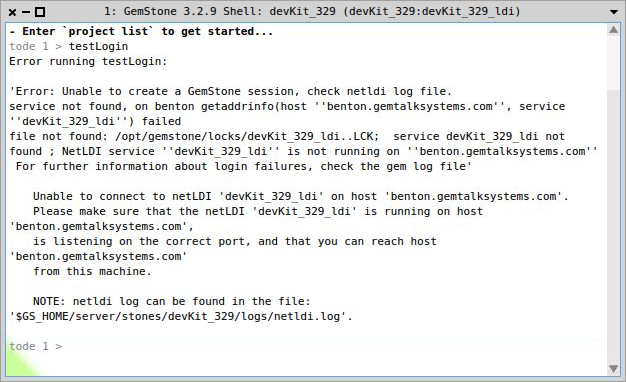 1: GemStone 3.2.9 Shell: devKit_329 (devKit_329:devKit_329_ldi)
- Enter `project list` to get started...
tode 1 > testLogin
Error running testLogin:
'Error: Unable to create a GemStone session, check netldi log file.
service not found, on benton getaddrinfo(host ''benton.gemtalksystems.com'', service
''devKit_329_ldi'') failed
file not found: /opt/gemstone/locks/devKit_329_ldi..LCK;  service devKit_329_ldi not
found ; NetLDI service ''devKit_329_ldi'' is not running on ''benton.gemtalksystems.com''
For further information about login failures, check the gem log file'
Unable to connect to netLDI 'devKit_329_ldi' on host 'benton.gemtalksystems.com'.
Please make sure that the netLDI 'devKit_329_ldi' is running on host
'benton.gemtalksystems.com',
is listening on the correct port, and that you can reach host
'benton.gemtalksystems.com'
from this machine.
NOTE: netldi log can be found in the file:
'$GS_HOME/server/stones/devKit_329/logs/netldi.log'.
tode 1 >